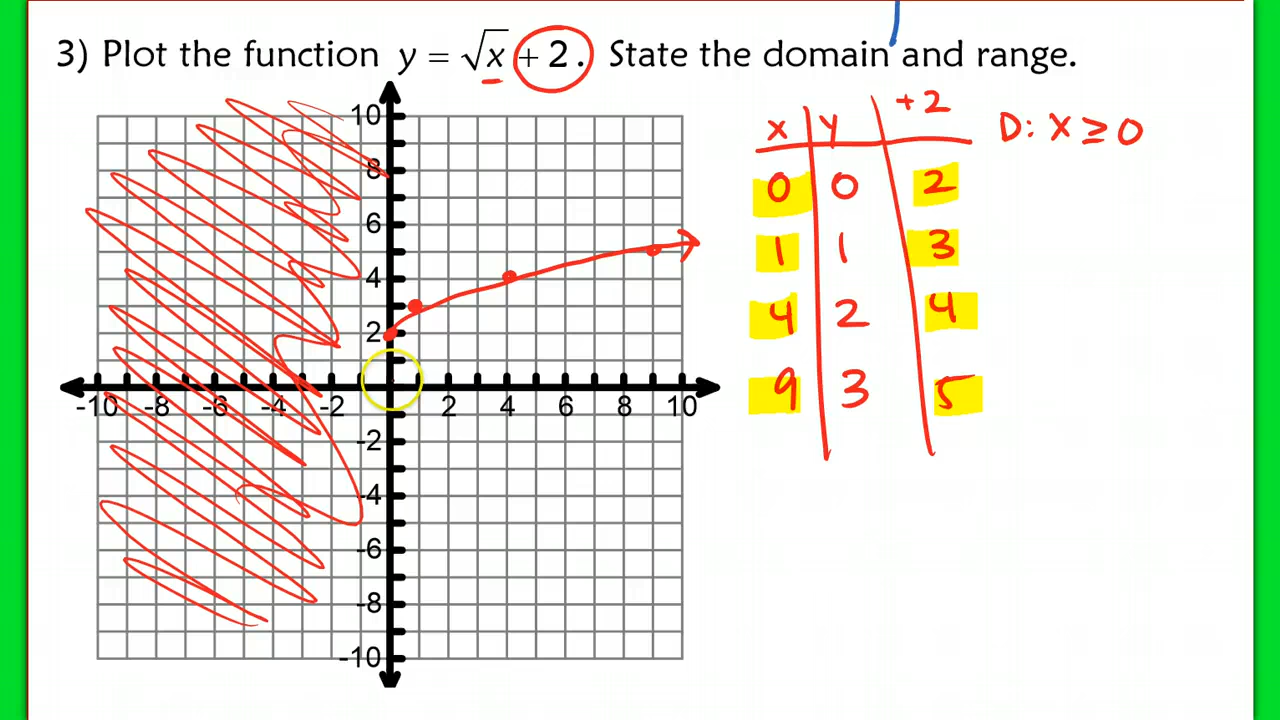 3) Plot the function y = √x + 2. State the domain and range.
x y +2 D: x ≥ 0
0 0 2
1 1 3
4 2 4
9 3 5
10
8
6
4
2
-10 -8 -6 -4 -2 2 4 6 8 10
-2
-4
-6
-8
-10